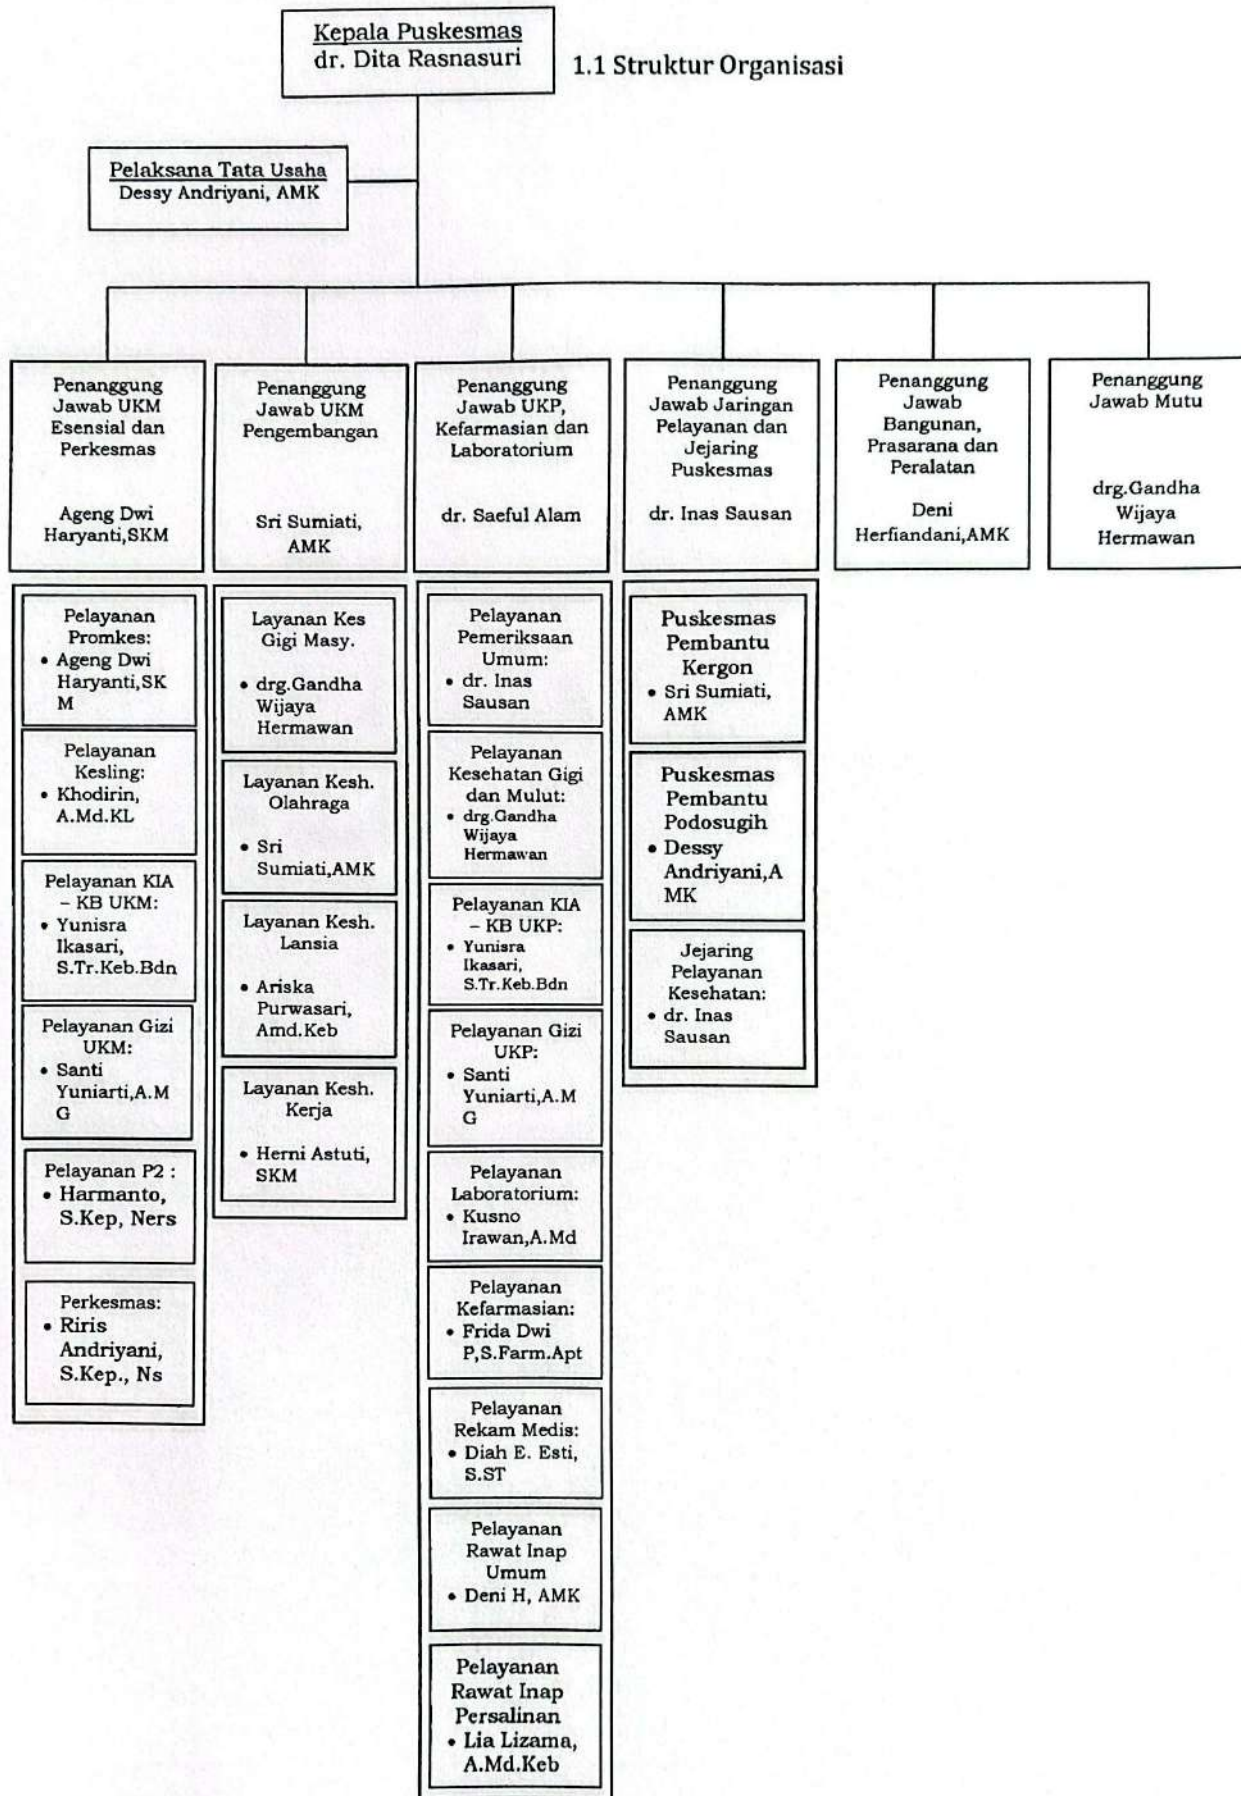 Kepala Puskesmas
dr. Dita Rasnasuri
1.1 Struktur Organisasi
Pelaksana Tata Usaha
Dessy Andriyani, AMK
Penanggung
Jawab UKM
Esensial dan
Perkesmas
Ageng Dwi
Haryanti,SKM
Penanggung
Jawab UKM
Pengembangan
Sri Sumiati,
AMK
Penanggung
Jawab UKP,
Kefarmasian dan
Laboratorium
dr. Saeful Alam
Penanggung
Jawab Jaringan
Pelayanan dan
Jejaring
Puskesmas
dr. Inas Sausan
Penanggung
Jawab
Bangunan,
Prasarana dan
Peralatan
Deni
Herfiandani,AMK
Penanggung
Jawab Mutu
drg.Gandha
Wijaya
Hermawan
Pelayanan
Promkes:
• Ageng Dwi
Haryanti,SK
M
Pelayanan
Kesling:
• Khodirin,
A.Md.KL
Pelayanan KIA
– KB UKM:
• Yunisra
Ikasari,
S.Tr.Keb.Bdn
Pelayanan Gizi
UKM:
• Santi
Yuniarti,A.M
G
Pelayanan P2 :
• Harmanto,
S.Kep, Ners
Perkesmas:
• Riris
Andriyani,
S.Kep., Ns
Layanan Kes
Gigi Masy.
• drg.Gandha
Wijaya
Hermawan
Layanan Kesh.
Olahraga
• Sri
Sumiati,AMK
Layanan Kesh.
Lansia
• Ariska
Purwasari,
Amd.Keb
Layanan Kesh.
Kerja
• Herni Astuti,
SKM
Pelayanan
Pemeriksaan
Umum:
• dr. Inas
Sausan
Pelayanan
Kesehatan Gigi
dan Mulut:
• drg.Gandha
Wijaya
Hermawan
Pelayanan KIA
– KB UKP:
• Yunisra
Ikasari,
S.Tr.Keb.Bdn
Pelayanan Gizi
UKP:
• Santi
Yuniarti,A.M
G
Pelayanan
Laboratorium:
• Kusno
Irawan,A.Md
Pelayanan
Kefarmasian:
• Frida Dwi
P,S.Farm.Apt
Pelayanan
Rekam Medis:
• Diah E. Esti,
S.ST
Pelayanan
Rawat Inap
Umum
• Deni H, AMK
Pelayanan
Rawat Inap
Persalinan
• Lia Lizama,
A.Md.Keb
Puskesmas
Pembantu
Kergon
• Sri Sumiati,
AMK
Puskesmas
Pembantu
Podosugih
• Dessy
Andriyani,A
MK
Jejaring
Pelayanan
Kesehatan:
• dr. Inas
Sausan